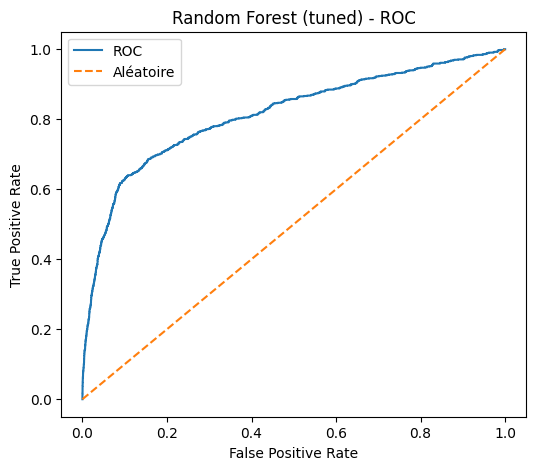 Random Forest (tuned) - ROC
ROC
Aléatoire
True Positive Rate
1.0
0.8
0.6
0.4
0.2
0.0
0.0 0.2 0.4 0.6 0.8 1.0
False Positive Rate